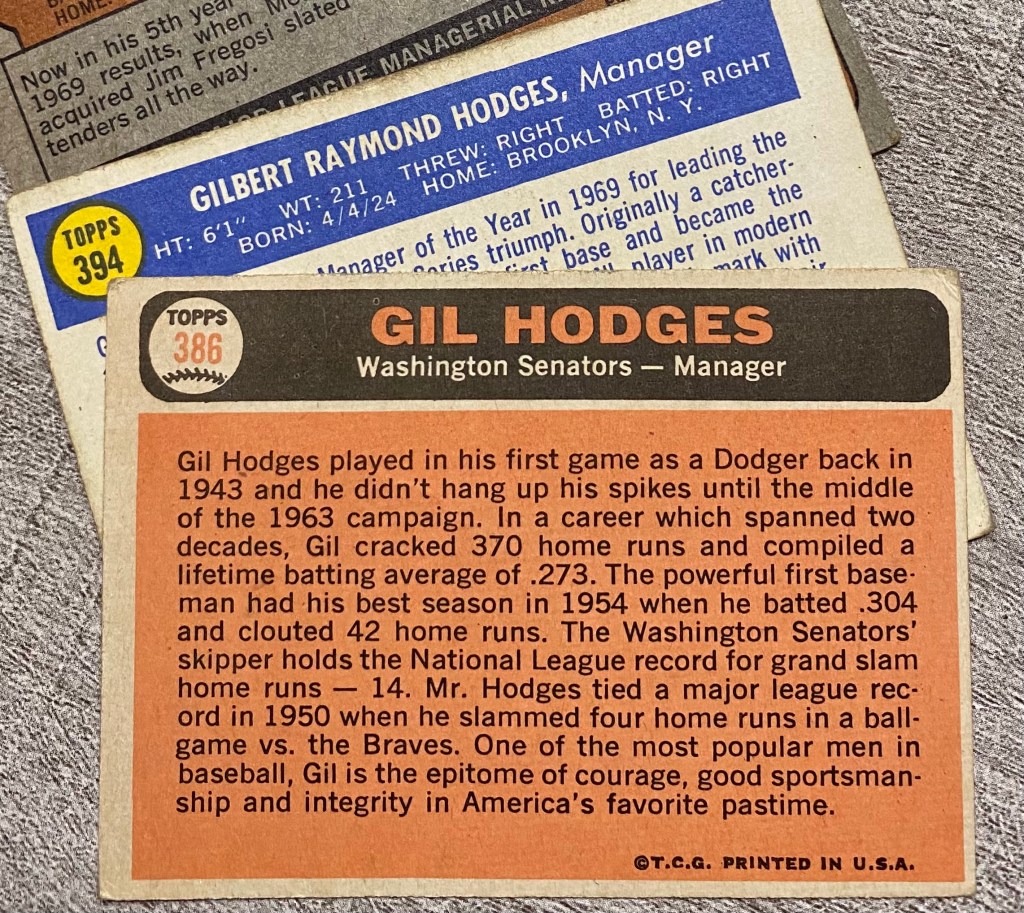 HOME:
Now in his 5th year
1969 results, when
acquired Jim Fregosi slated
tenders all the way.
LEAGUE MANAGERIAL
GILBERT RAYMOND HODGES, Manager
HT: 6'1" WT: 211 THREW: RIGHT BATTED: RIGHT
BORN: 4/4/24 HOME: BROOKLYN, N. Y.
TOPPS
394
Manager of the Year in 1969 for leading the
triumph. Originally a catcher-
first base and became the
player in modern
mark with
TOPPS
386
GIL HODGES
Washington Senators — Manager
Gil Hodges played in his first game as a Dodger back in
1943 and he didn't hang up his spikes until the middle
of the 1963 campaign. In a career which spanned two
decades, Gil cracked 370 home runs and compiled a
lifetime batting average of .273. The powerful first base-
man had his best season in 1954 when he batted .304
and clouted 42 home runs. The Washington Senators'
skipper holds the National League record for grand slam
home runs — 14. Mr. Hodges tied a major league rec-
ord in 1950 when he slammed four home runs in a ball-
game vs. the Braves. One of the most popular men in
baseball, Gil is the epitome of courage, good sportsman-
ship and integrity in America's favorite pastime.
©T.C.G. PRINTED IN U.S.A.